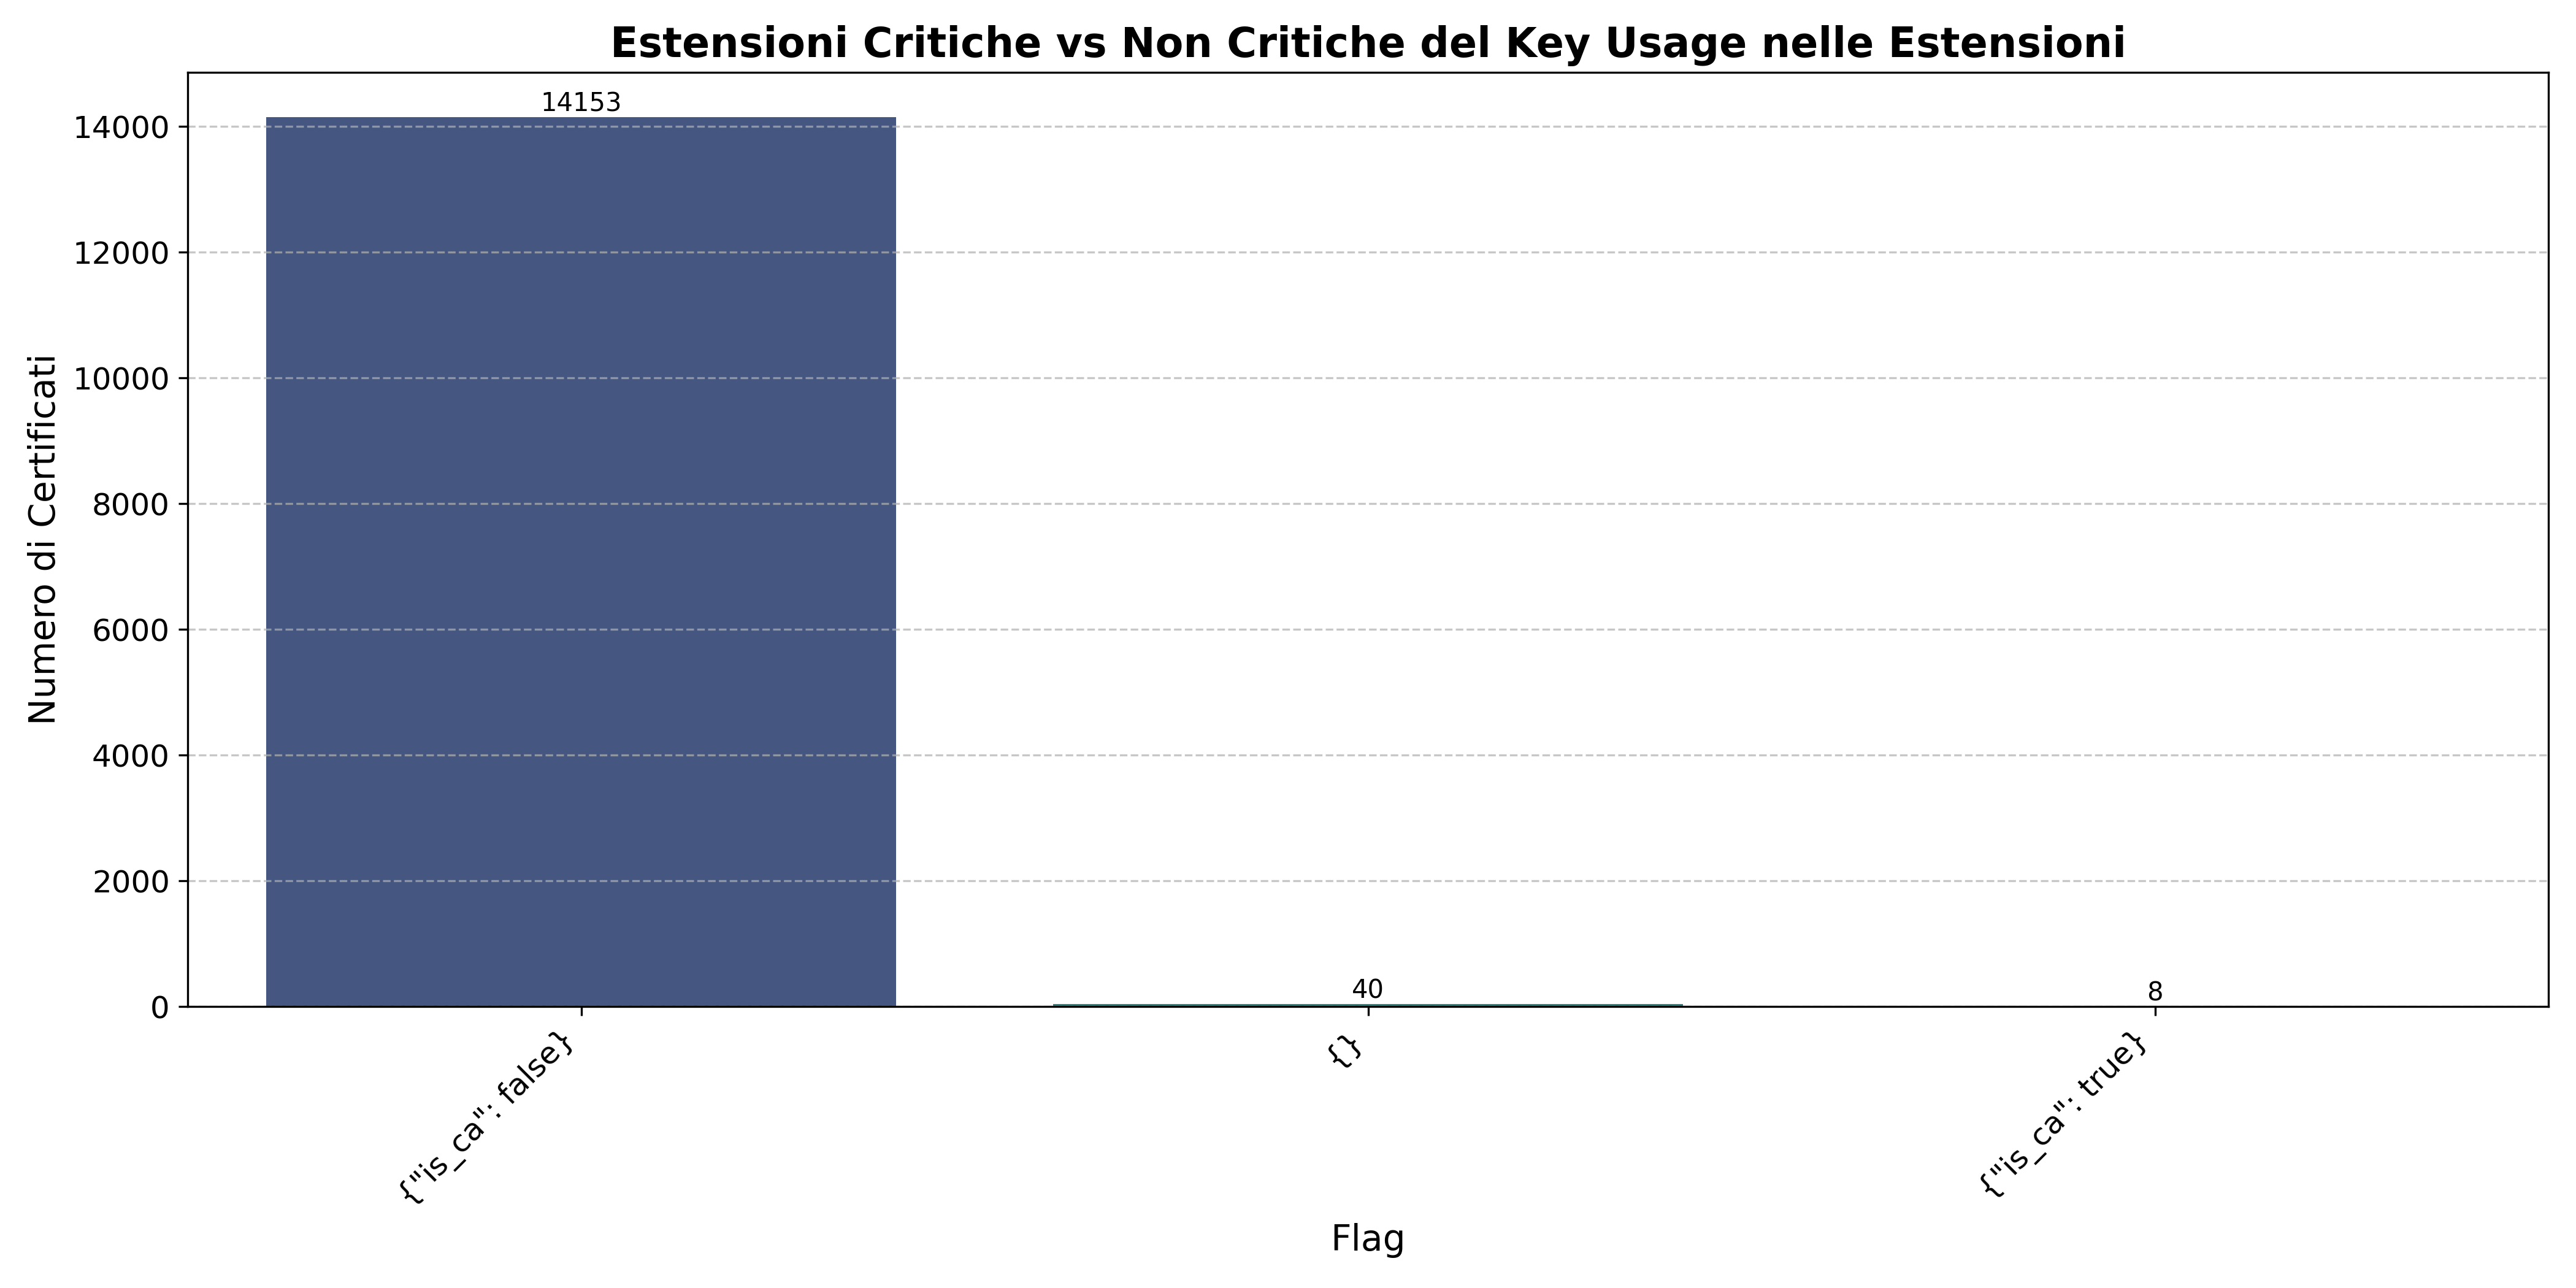 Estensioni Critiche vs Non Critiche del Key Usage nelle Estensioni
14153
14000
12000
10000
8000
6000
4000
2000
0
40
8
Numero di Certificati
{"is_ca": false}
{}
{"is_ca": true}
Flag